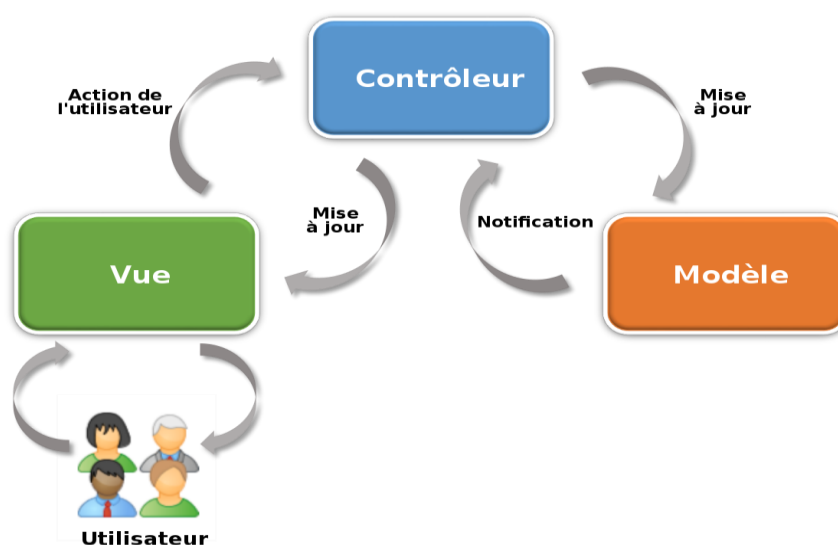 Contrôleur
Action de
l'utilisateur
Mise
à jour
Mise
à jour
Notification
Vue
Modèle
Utilisateur